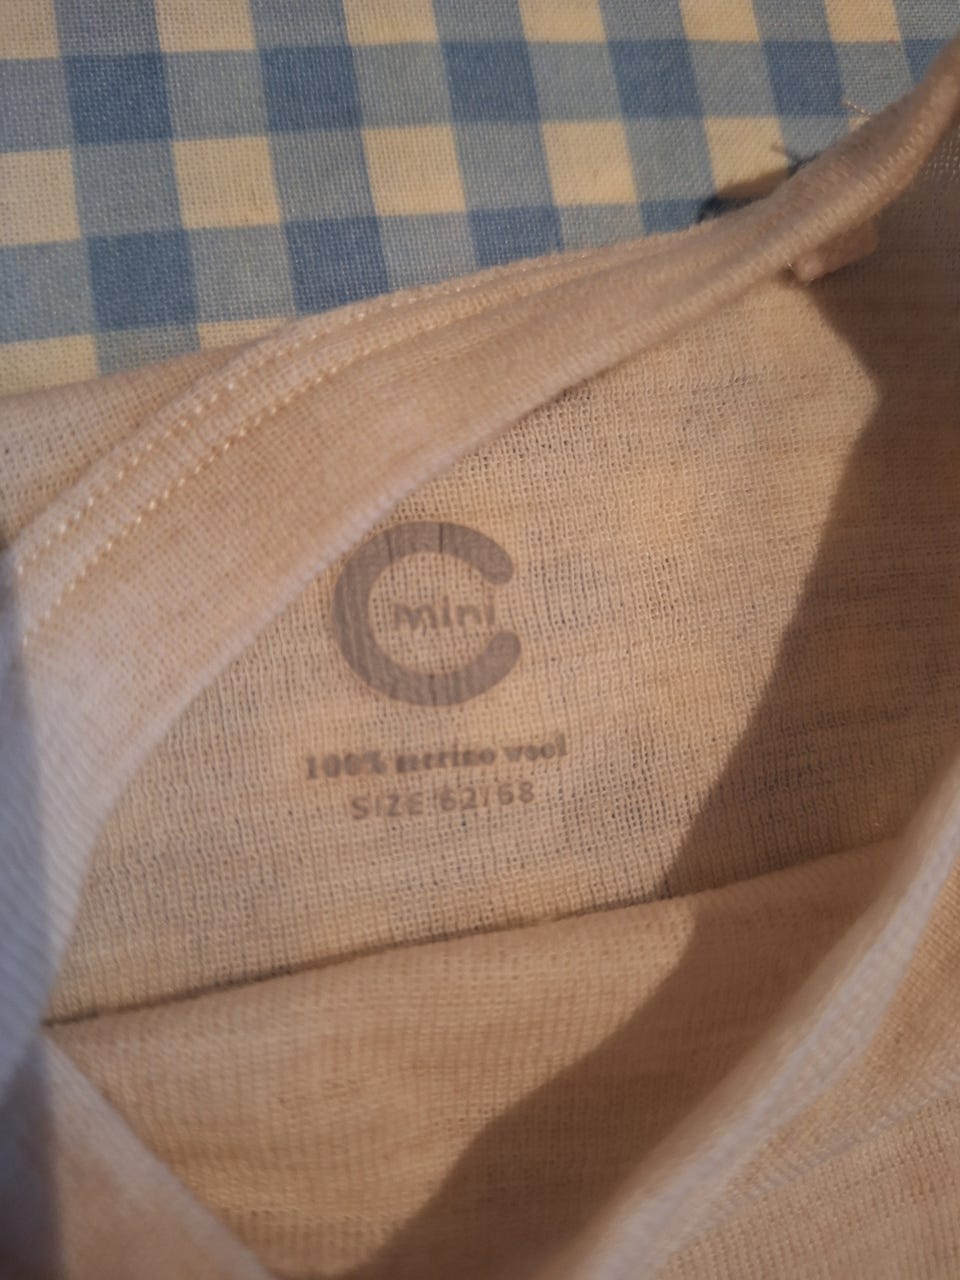 C
mini
100% merino wool
SIZE 62/68